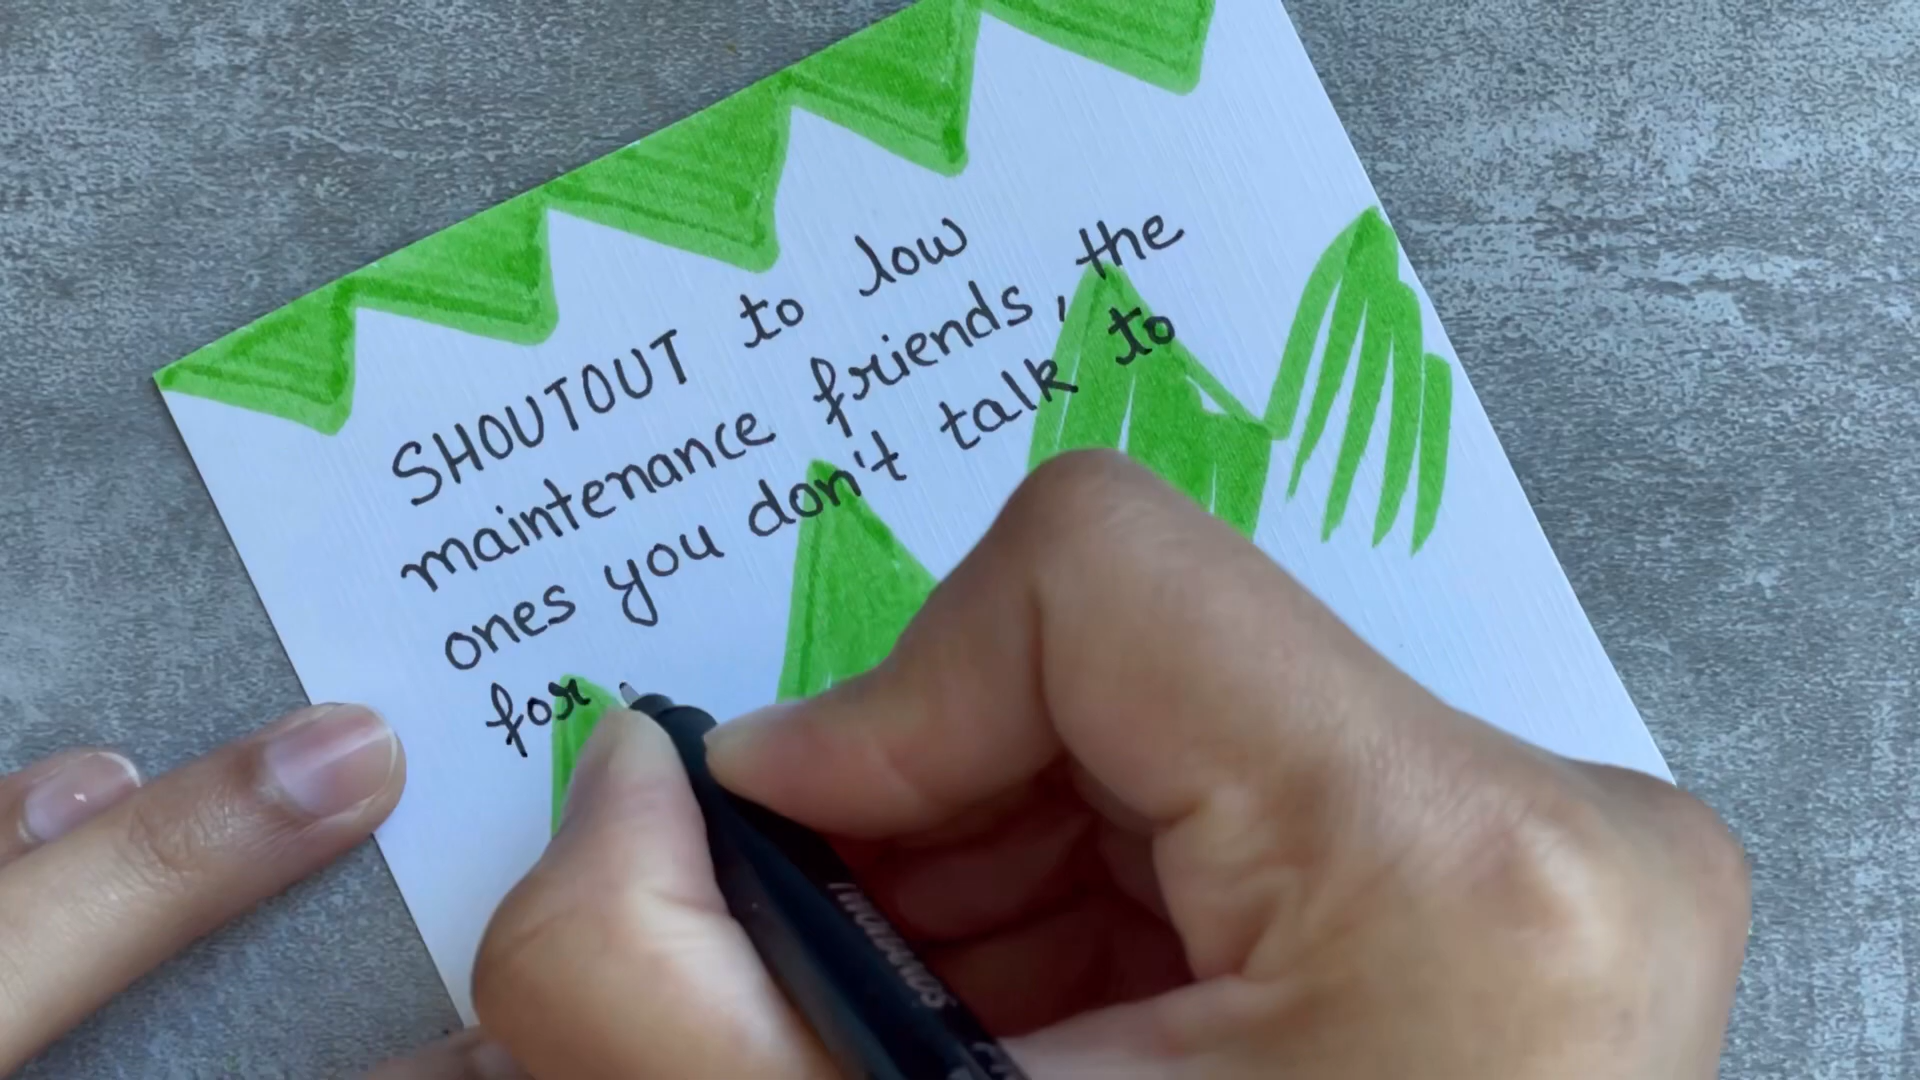 SHOUTOUT to low
maintenance friends, the
ones you don't talk to
for